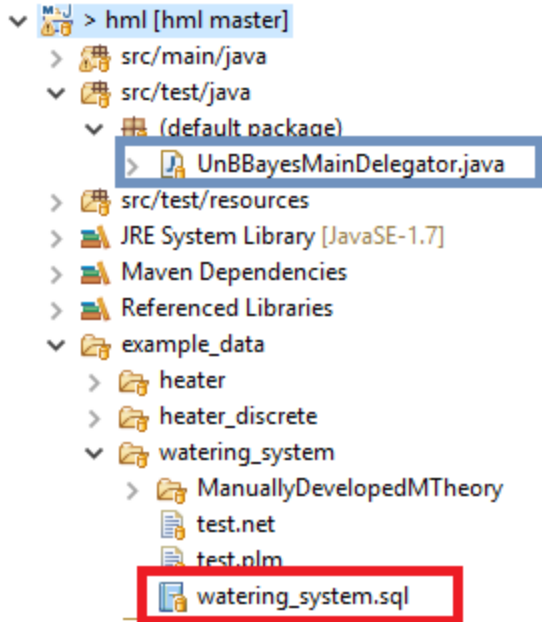 > hml [hml master]
src/main/java
src/test/java
(default package)
UnBBayesMainDelegator.java
src/test/resources
JRE System Library [JavaSE-1.7]
Maven Dependencies
Referenced Libraries
example_data
heater
heater_discrete
watering_system
ManuallyDevelopedMTheory
test.net
test.plm
watering_system.sql